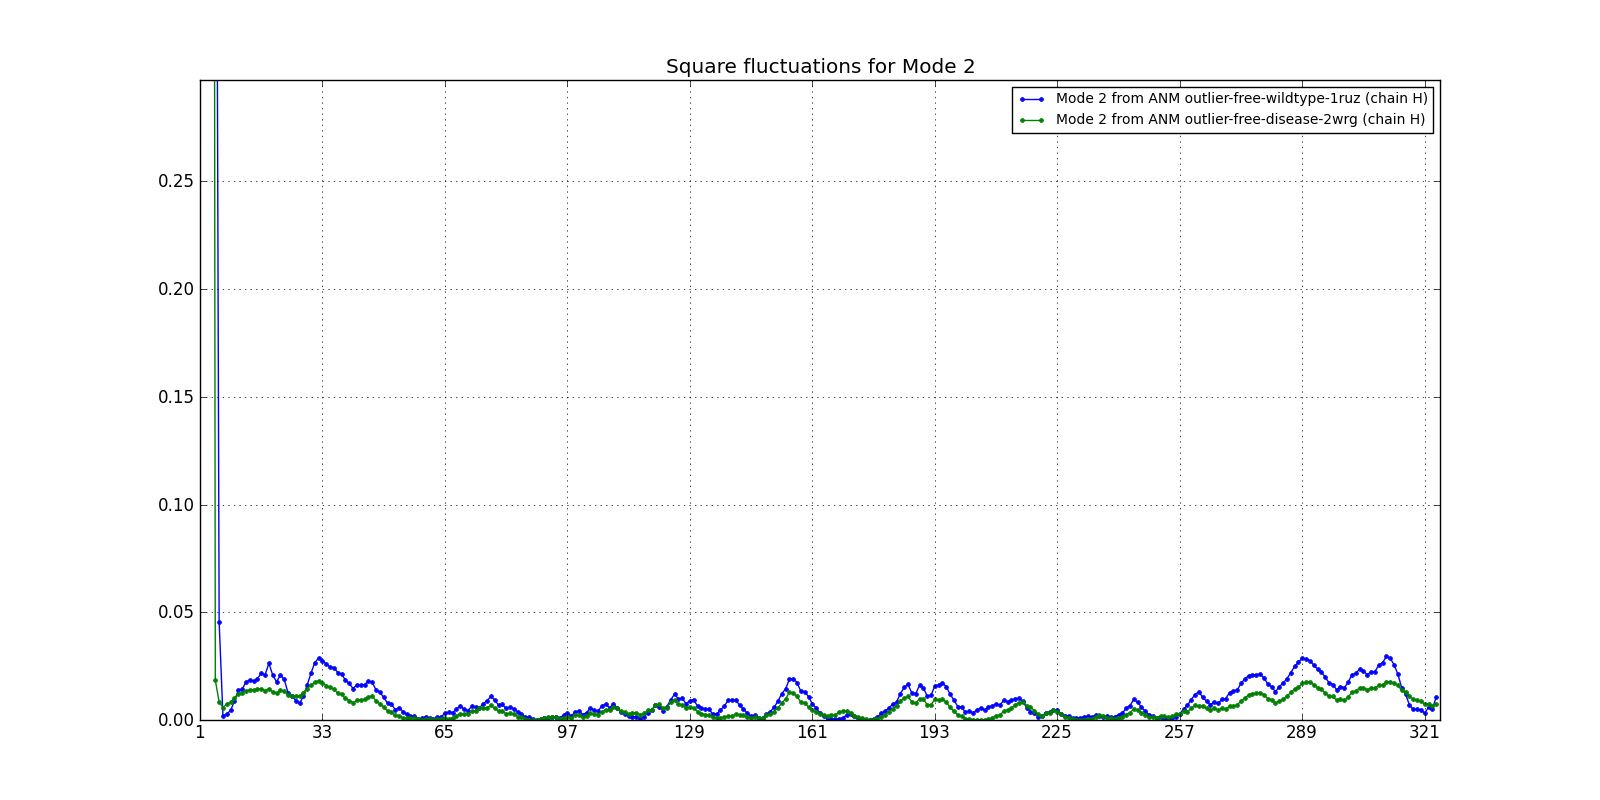 Square fluctuations for Mode 2
Mode 2 from ANM outlier-free-wildtype-1ruz (chain H)
Mode 2 from ANM outlier-free-disease-2wrg (chain H)
0.25
0.20
0.15
0.10
0.05
0.00
1 33 65 97 129 161 193 225 257 289 321